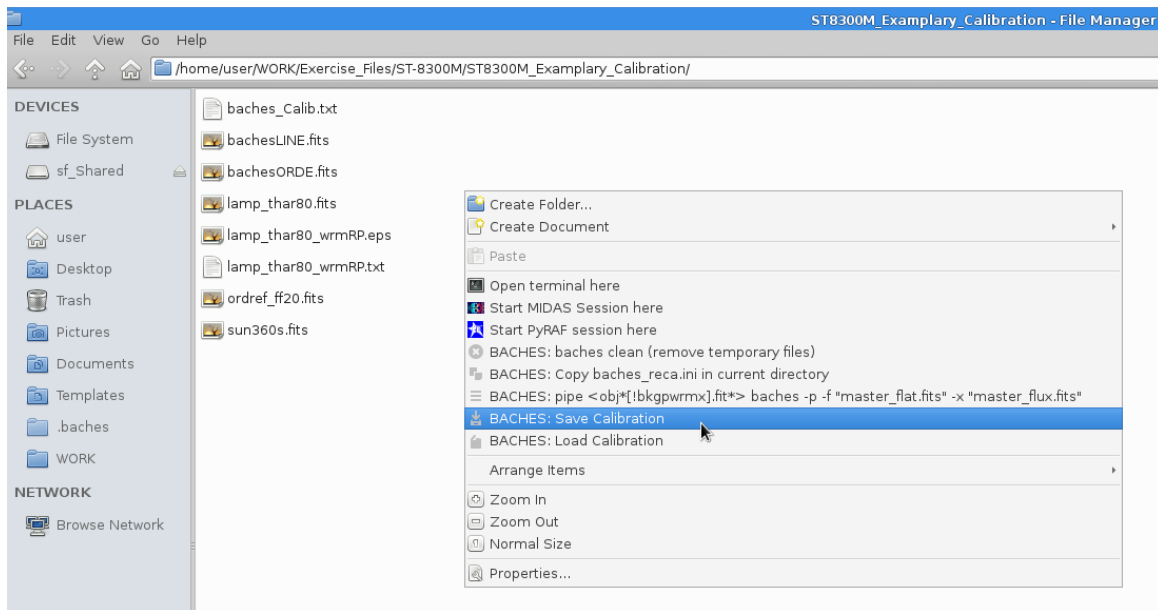 ST8300M_Examplary_Calibration - File Manager
File Edit View Go Help
/home/user/WORK/Exercise_Files/ST-8300M/ST8300M_Examplary_Calibration/
DEVICES
File System
sf_Shared
PLACES
user
Desktop
Trash
Pictures
Documents
Templates
.baches
WORK
NETWORK
Browse Network
baches_Calib.txt
bachesLINE.fits
bachesORDE.fits
lamp_thar80.fits
lamp_thar80_wrmRP.eps
lamp_thar80_wrmRP.txt
ordref_ff20.fits
sun360s.fits
Create Folder...
Create Document
Paste
Open terminal here
Start MIDAS Session here
Start PyRAF session here
BACHES: baches clean (remove temporary files)
BACHES: Copy baches_reca.ini in current directory
BACHES: pipe <obj*[!bkgpwrmx].fit*> baches -p -f "master_flat.fits" -x "master_flux.fits"
BACHES: Save Calibration
BACHES: Load Calibration
Arrange Items
Zoom In
Zoom Out
Normal Size
Properties...